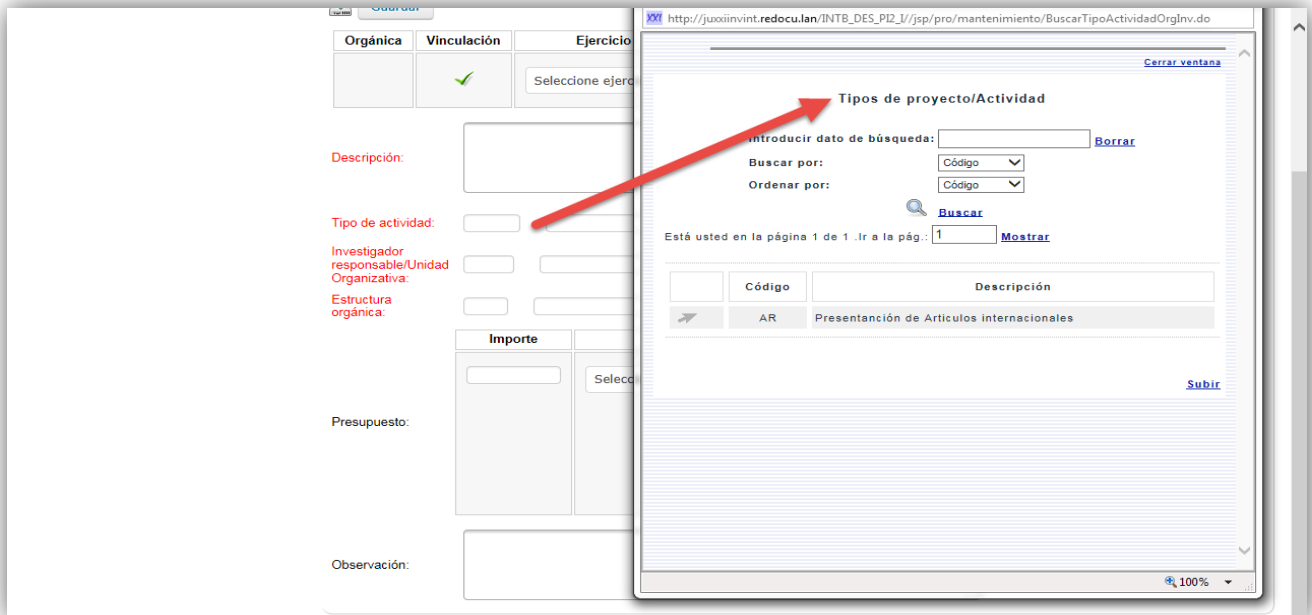 Guardar
Orgánica Vinculación Ejercicio
Seleccione ejerc
Descripción:
Tipo de actividad:
Investigador
responsable/Unidad
Organizativa:
Estructura
orgánica:
Importe
Selecc
Presupuesto:
Observación:
XXI http://juxxiinvint.redocu.lan/INTB_DES_PI2_I//jsp/pro/mantenimiento/BuscarTipoActividadOrgInv.do
Cerrar ventana
Tipos de proyecto/Actividad
Introducir dato de búsqueda: Borrar
Buscar por: Código
Ordenar por: Código
Buscar
Está usted en la página 1 de 1 .Ir a la pág.: 1 Mostrar
Código Descripción
AR Presentanción de Articulos internacionales
Subir
100%